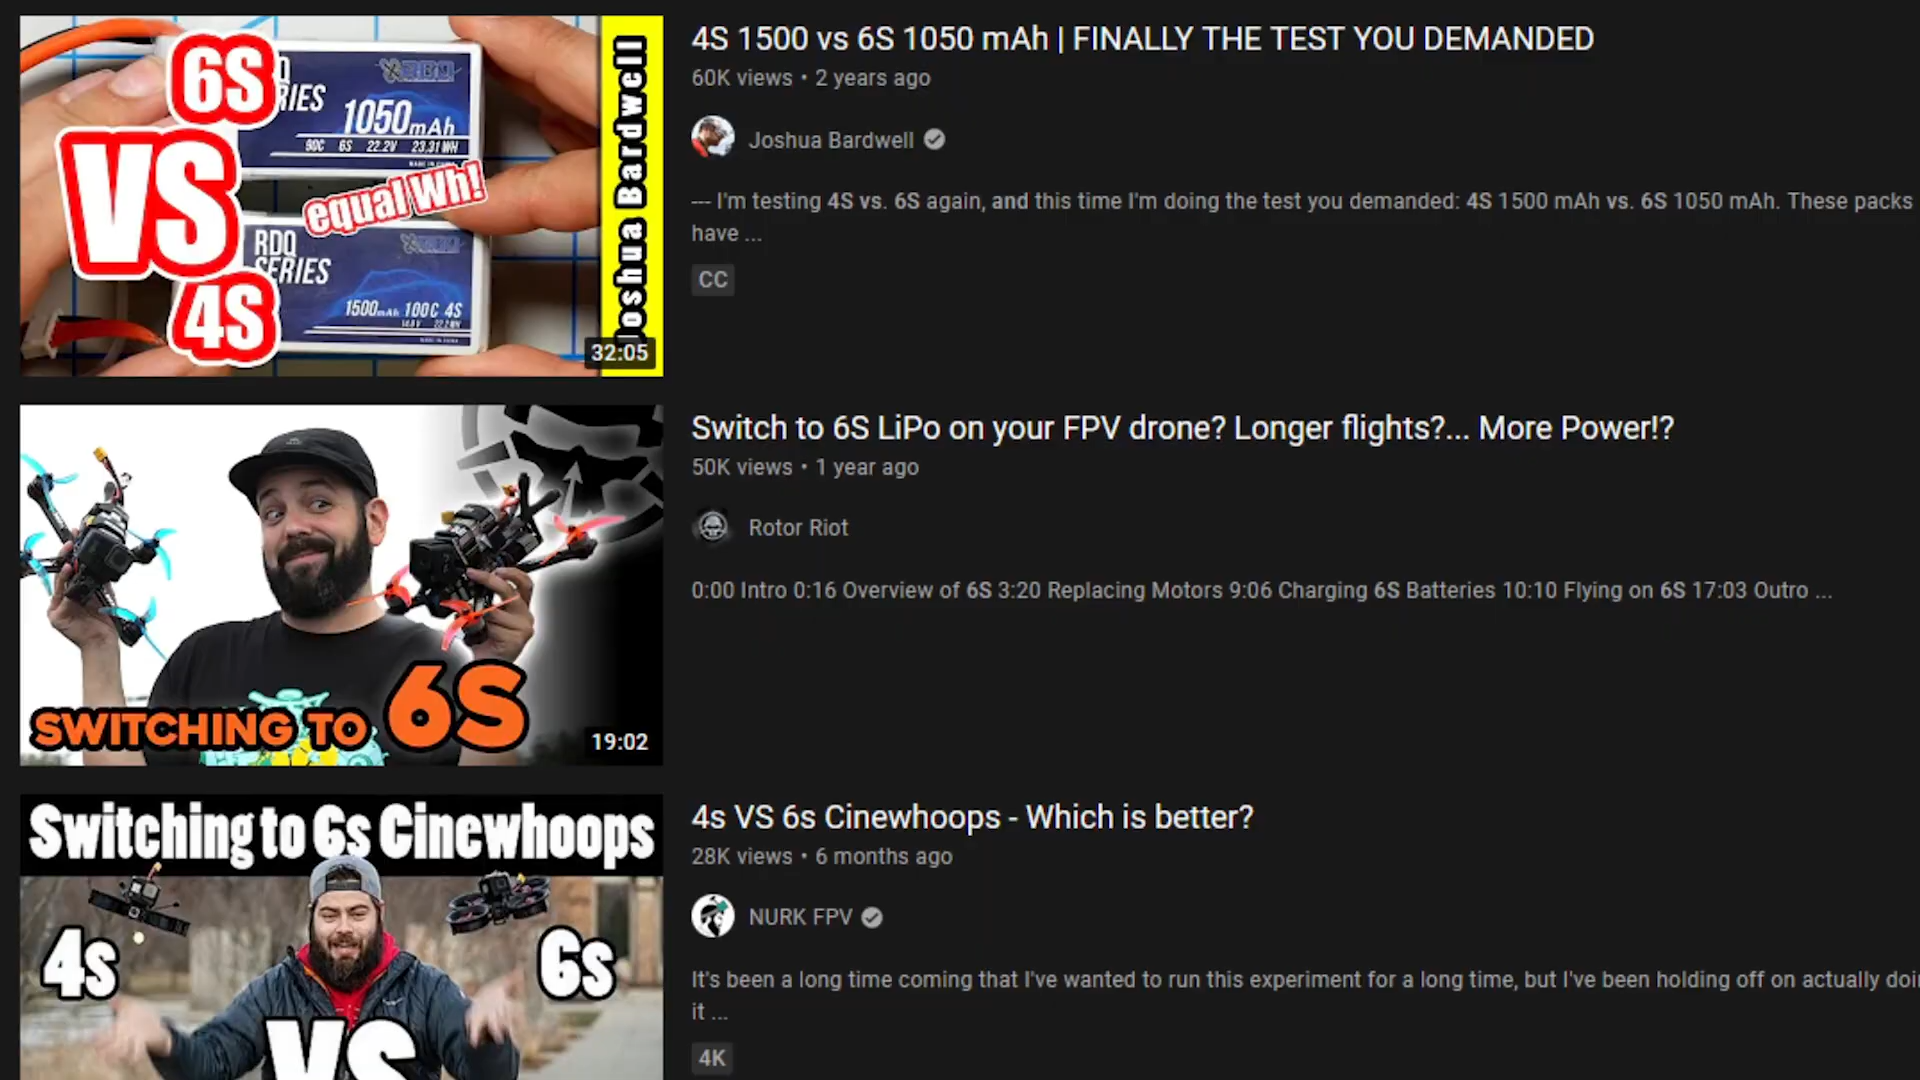 6S
VS
4S
RIES
1050mAh
90C 6S 22.2V 23.31WH
MADE IN
equal Wh!
RDQ
SERIES
1500mAh 100C 4S
14.8V 22.2WH
Joshua Bardwell
32:05
4S 1500 vs 6S 1050 mAh | FINALLY THE TEST YOU DEMANDED
60K views • 2 years ago
Joshua Bardwell
--- I'm testing 4S vs. 6S again, and this time I'm doing the test you demanded: 4S 1500 mAh vs. 6S 1050 mAh. These packs
have ...
CC
SWITCHING TO 6S
19:02
Switch to 6S LiPo on your FPV drone? Longer flights?... More Power!?
50K views • 1 year ago
Rotor Riot
0:00 Intro 0:16 Overview of 6S 3:20 Replacing Motors 9:06 Charging 6S Batteries 10:10 Flying on 6S 17:03 Outro ...
Switching to 6s Cinewhoops
4s
6s
VS
4s VS 6s Cinewhoops - Which is better?
28K views • 6 months ago
NURK FPV
It's been a long time coming that I've wanted to run this experiment for a long time, but I've been holding off on actually doin
it ...
4K